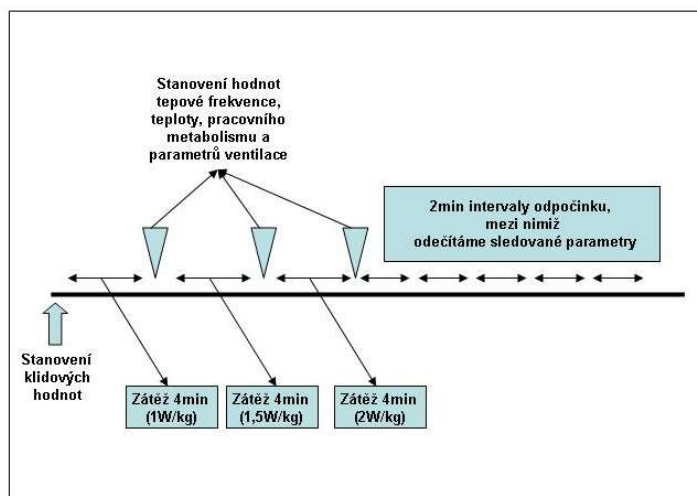 Stanovení hodnot
tepové frekvence,
teploty, pracovního
metabolismu a
parametrů ventilace
2min intervaly odpočinku,
mezi nimiž
odečítáme sledované parametry
Stanovení
klidových
hodnot
Zátěž 4min
(1W/kg)
Zátěž 4min
(1,5W/kg)
Zátěž 4min
(2W/kg)